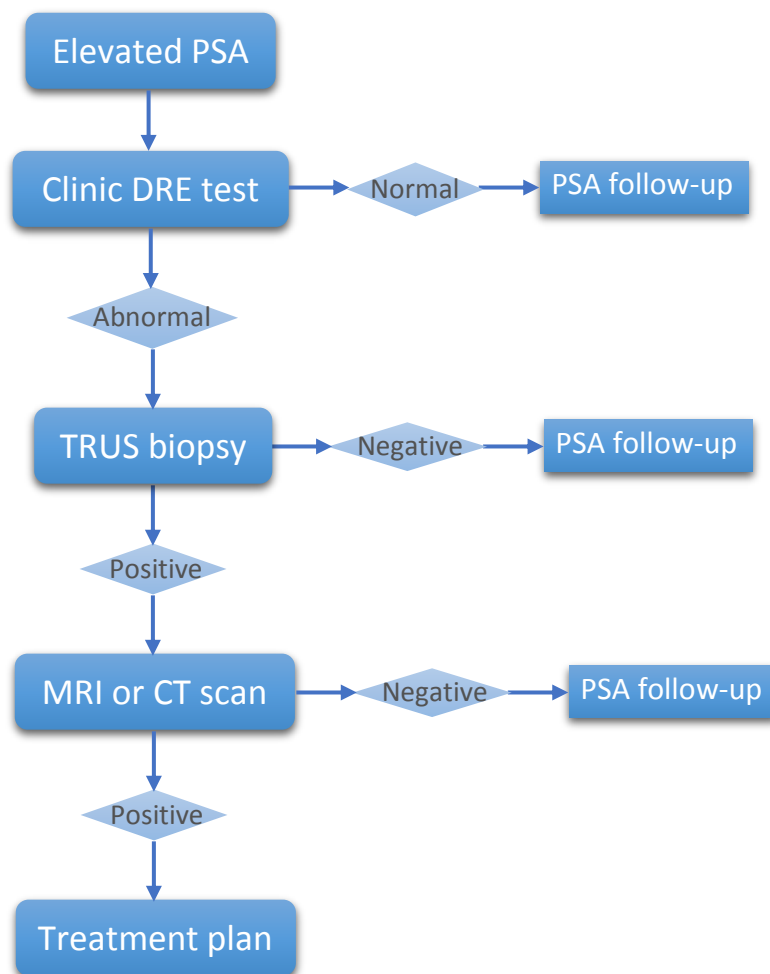 Elevated PSA
Clinic DRE test
Normal
PSA follow-up
Abnormal
TRUS biopsy
Negative
PSA follow-up
Positive
MRI or CT scan
Negative
PSA follow-up
Positive
Treatment plan